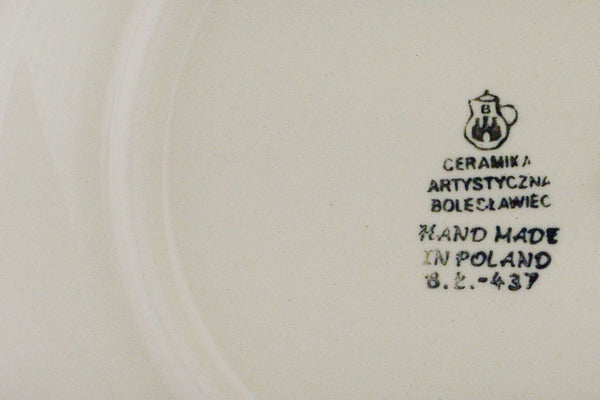 B
CERAMIKA
ARTYSTYCZNA
BOLESŁAWIEC
HAND MADE
IN POLAND
B.Ł.-437